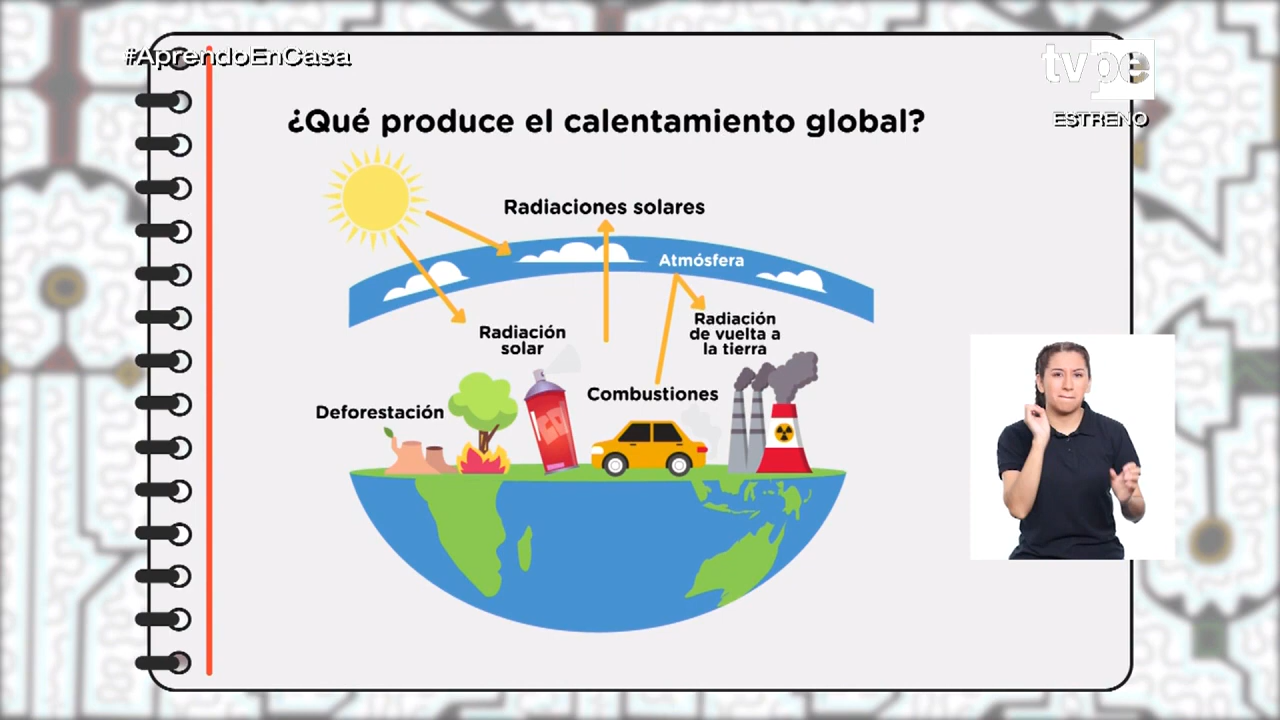 #AprendoEnCasa
tvpe
ESTRENO
¿Qué produce el calentamiento global?
Radiaciones solares
Atmósfera
Radiación
solar
Radiación
de vuelta a
la tierra
Combustiones
Deforestación